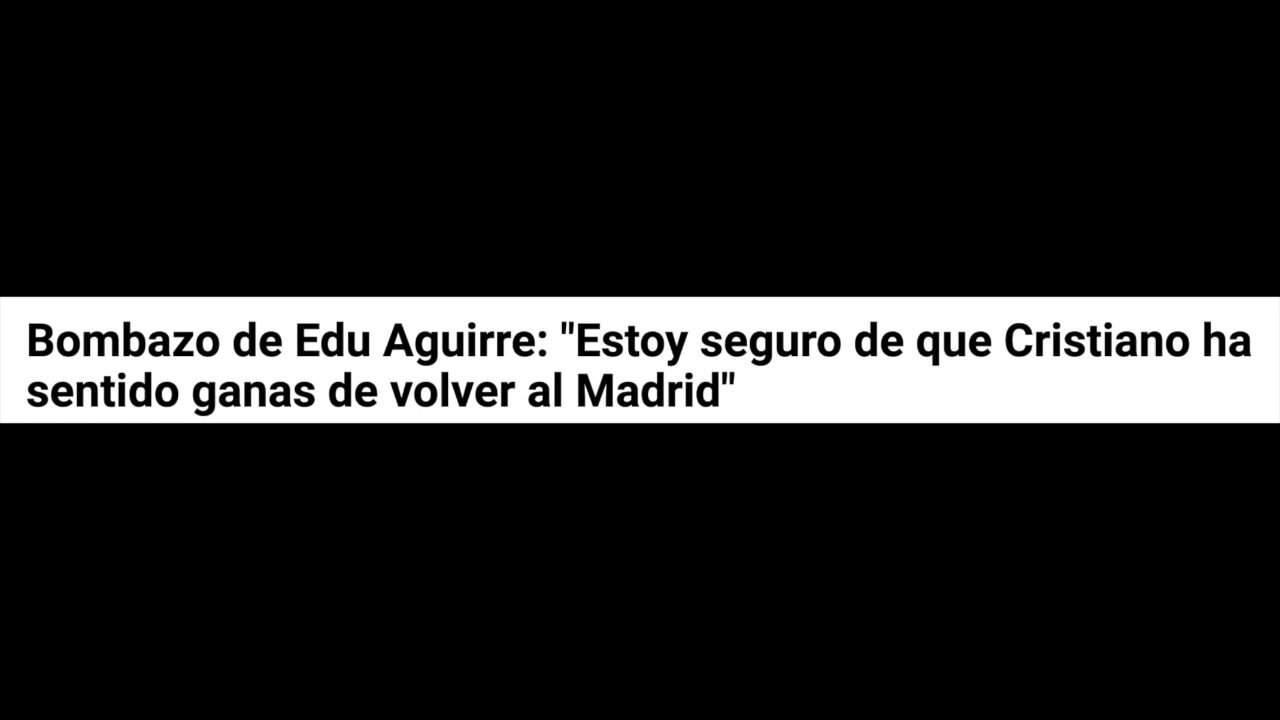 Bombazo de Edu Aguirre: "Estoy seguro de que Cristiano ha
sentido ganas de volver al Madrid"